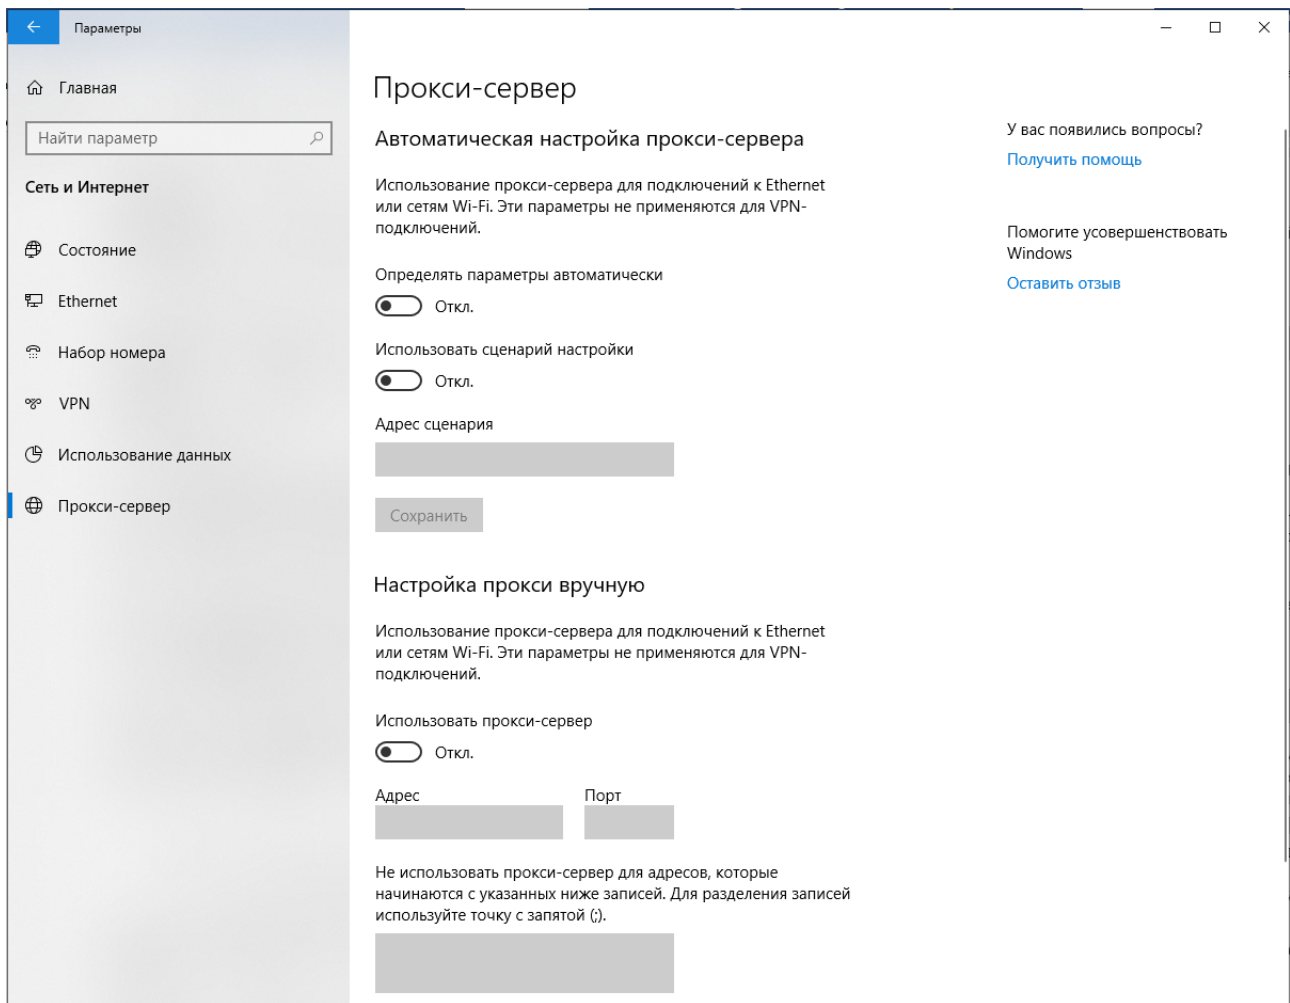 Параметры
Главная
Найти параметр
Сеть и Интернет
Состояние
Ethernet
Набор номера
VPN
Использование данных
Прокси-сервер
Прокси-сервер
Автоматическая настройка прокси-сервера
Использование прокси-сервера для подключений к Ethernet
или сетям Wi-Fi. Эти параметры не применяются для VPN-
подключений.
Определять параметры автоматически
Откл.
Использовать сценарий настройки
Откл.
Адрес сценария
Сохранить
Настройка прокси вручную
Использование прокси-сервера для подключений к Ethernet
или сетям Wi-Fi. Эти параметры не применяются для VPN-
подключений.
Использовать прокси-сервер
Откл.
Адрес
Порт
Не использовать прокси-сервер для адресов, которые
начинаются с указанных ниже записей. Для разделения записей
используйте точку с запятой (;).
У вас появились вопросы?
Получить помощь
Помогите усовершенствовать
Windows
Оставить отзыв